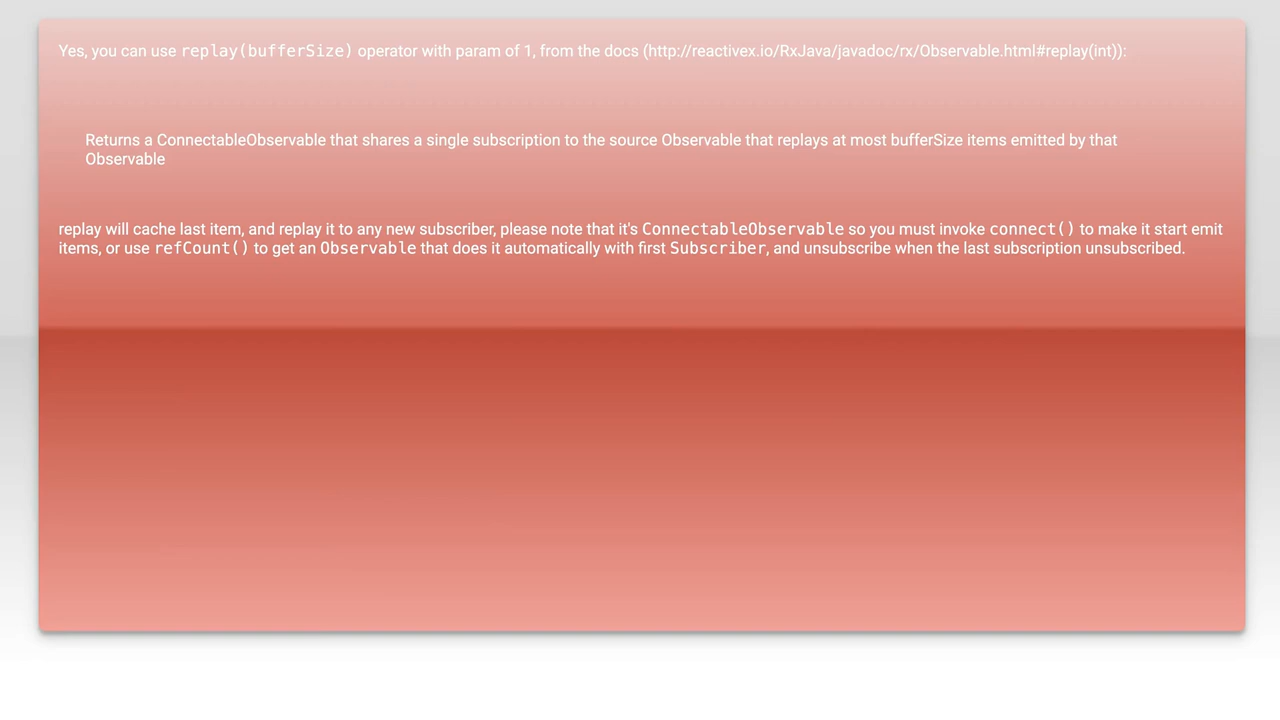 Yes, you can use replay(bufferSize) operator with param of 1, from the docs (http://reactivex.io/RxJava/javadoc/rx/Observable.html#replay(int)):
Returns a ConnectableObservable that shares a single subscription to the source Observable that replays at most bufferSize items emitted by that
Observable
replay will cache last item, and replay it to any new subscriber, please note that it's ConnectableObservable so you must invoke connect() to make it start emit
items, or use refCount() to get an Observable that does it automatically with first Subscriber, and unsubscribe when the last subscription unsubscribed.